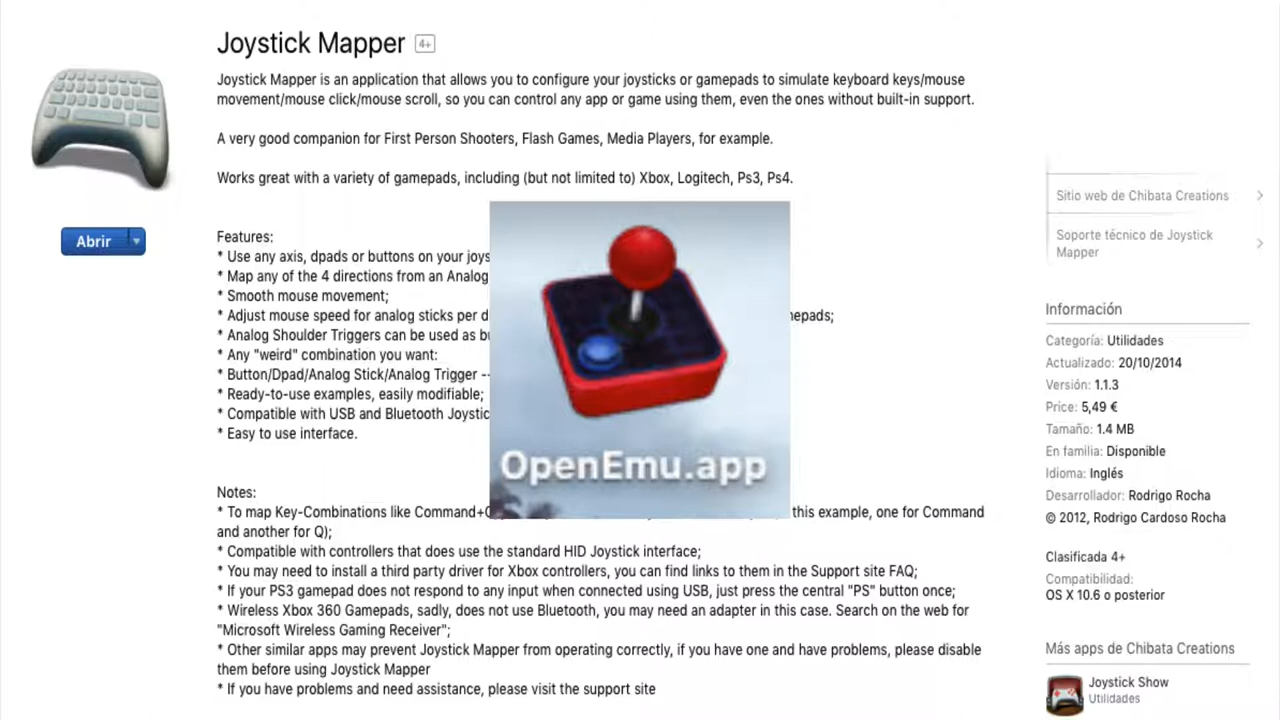 Joystick Mapper 4+
Joystick Mapper is an application that allows you to configure your joysticks or gamepads to simulate keyboard keys/mouse
movement/mouse click/mouse scroll, so you can control any app or game using them, even the ones without built-in support.
A very good companion for First Person Shooters, Flash Games, Media Players, for example.
Works great with a variety of gamepads, including (but not limited to) Xbox, Logitech, Ps3, Ps4.
Abrir
Features:
* Use any axis, dpads or buttons on your joys
* Map any of the 4 directions from an Analog
* Smooth mouse movement;
* Adjust mouse speed for analog sticks per d epads;
* Analog Shoulder Triggers can be used as b
* Any "weird" combination you want:
* Button/Dpad/Analog Stick/Analog Trigger --
* Ready-to-use examples, easily modifiable;
* Compatible with USB and Bluetooth Joystic
* Easy to use interface.
OpenEmu.app
Notes:
* To map Key-Combinations like Command+Q this example, one for Command
and another for Q);
* Compatible with controllers that does use the standard HID Joystick interface;
* You may need to install a third party driver for Xbox controllers, you can find links to them in the Support site FAQ;
* If your PS3 gamepad does not respond to any input when connected using USB, just press the central "PS" button once;
* Wireless Xbox 360 Gamepads, sadly, does not use Bluetooth, you may need an adapter in this case. Search on the web for
"Microsoft Wireless Gaming Receiver";
* Other similar apps may prevent Joystick Mapper from operating correctly, if you have one and have problems, please disable
them before using Joystick Mapper
* If you have problems and need assistance, please visit the support site
Sitio web de Chibata Creations
Soporte técnico de Joystick
Mapper
Información
Categoría: Utilidades
Actualizado: 20/10/2014
Versión: 1.1.3
Price: 5,49 €
Tamaño: 1.4 MB
En familia: Disponible
Idioma: Inglés
Desarrollador: Rodrigo Rocha
© 2012, Rodrigo Cardoso Rocha
Clasificada 4+
Compatibilidad:
OS X 10.6 o posterior
Más apps de Chibata Creations
Joystick Show
Utilidades